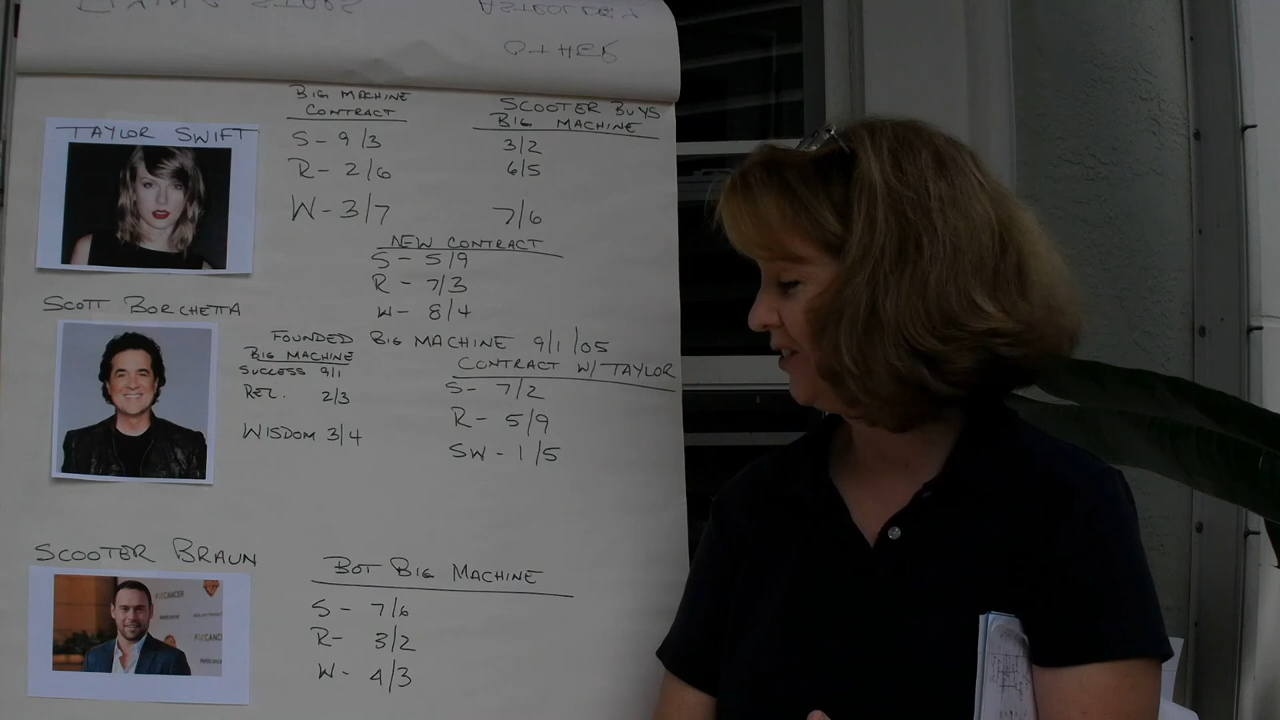 OTHER
TAYLOR SWIFT
BIG MACHINE
CONTRACT
S - 9/3
R - 2/6
W - 3/7
SCOOTER BUYS
BIG MACHINE
3/2
6/5
7/6
NEW CONTRACT
S - 5/9
R - 7/3
W - 8/4
SCOTT BORCHETTA
FOUNDED BIG MACHINE 9/1/05
BIG MACHINE
SUCCESS 9/1
REL. 2/3
WISDOM 3/4
CONTRACT W/ TAYLOR
S - 7/2
R - 5/9
SW - 1/5
SCOOTER BRAUN
BOT BIG MACHINE
S - 7/6
R - 3/2
W - 4/3